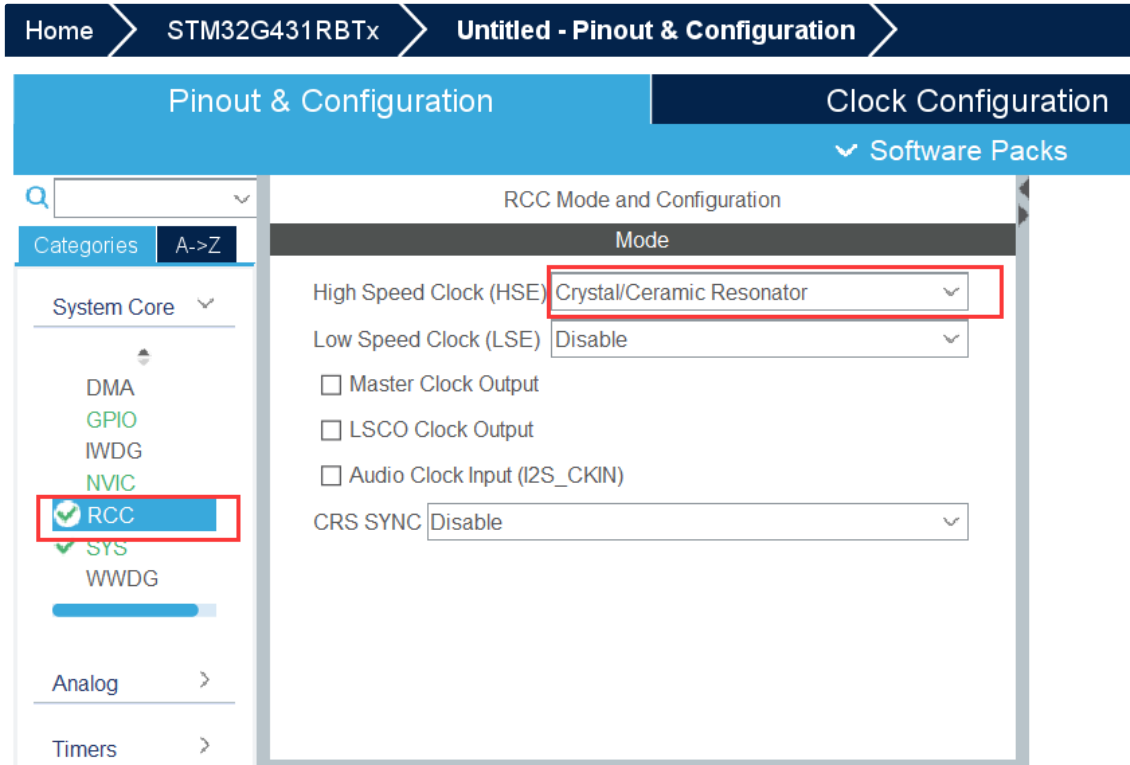 Home STM32G431RBTx Untitled - Pinout & Configuration
Pinout & Configuration Clock Configuration
Software Packs
RCC Mode and Configuration
Categories A->Z
Mode
System Core
High Speed Clock (HSE) Crystal/Ceramic Resonator
Low Speed Clock (LSE) Disable
DMA
Master Clock Output
GPIO
LSCO Clock Output
IWDG
NVIC
Audio Clock Input (I2S_CKIN)
RCC
CRS SYNC Disable
SYS
WWDG
Analog
Timers